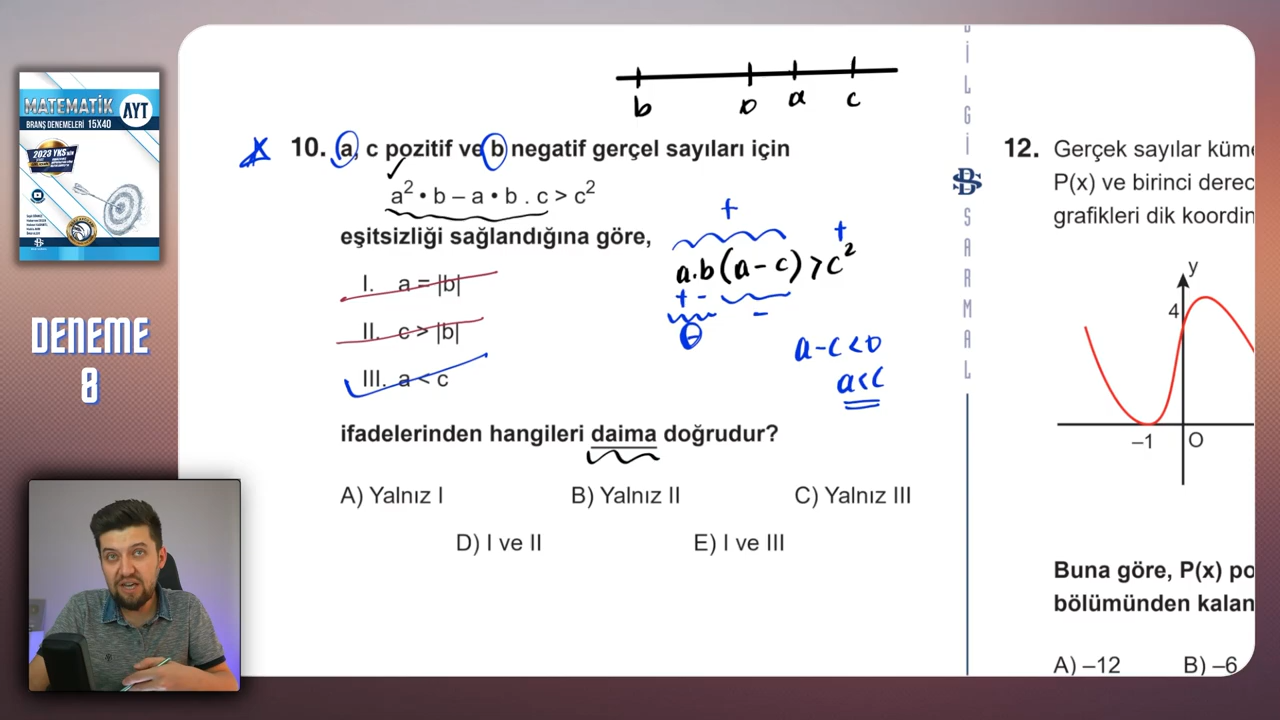 MATEMATİK AYT
BRANŞ DENEMELERİ 15X40
DENEME
8
b 0 a c
10. a, c pozitif ve b negatif gerçel sayıları için
a² • b – a • b . c > c²
eşitsizliği sağlandığına göre,
I. a = |b|
II. c > |b|
III. a < c
ifadelerinden hangileri daima doğrudur?
A) Yalnız I B) Yalnız II C) Yalnız III
D) I ve II E) I ve III
+ +
a.b(a-c)>c²
+ - -
-
a-c<0
a<c
BİLGİ
SARMAL
12. Gerçek sayılar küme
P(x) ve birinci derec
grafikleri dik koordin
y
4
–1 O
Buna göre, P(x) po
bölümünden kalan
A) –12 B) –6